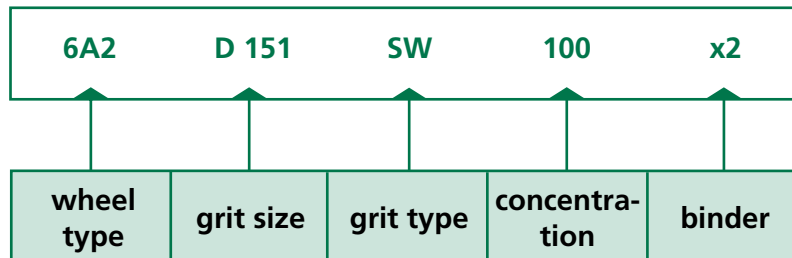 6A2 D 151 SW 100 x2
wheel type grit size grit type concentra-tion binder